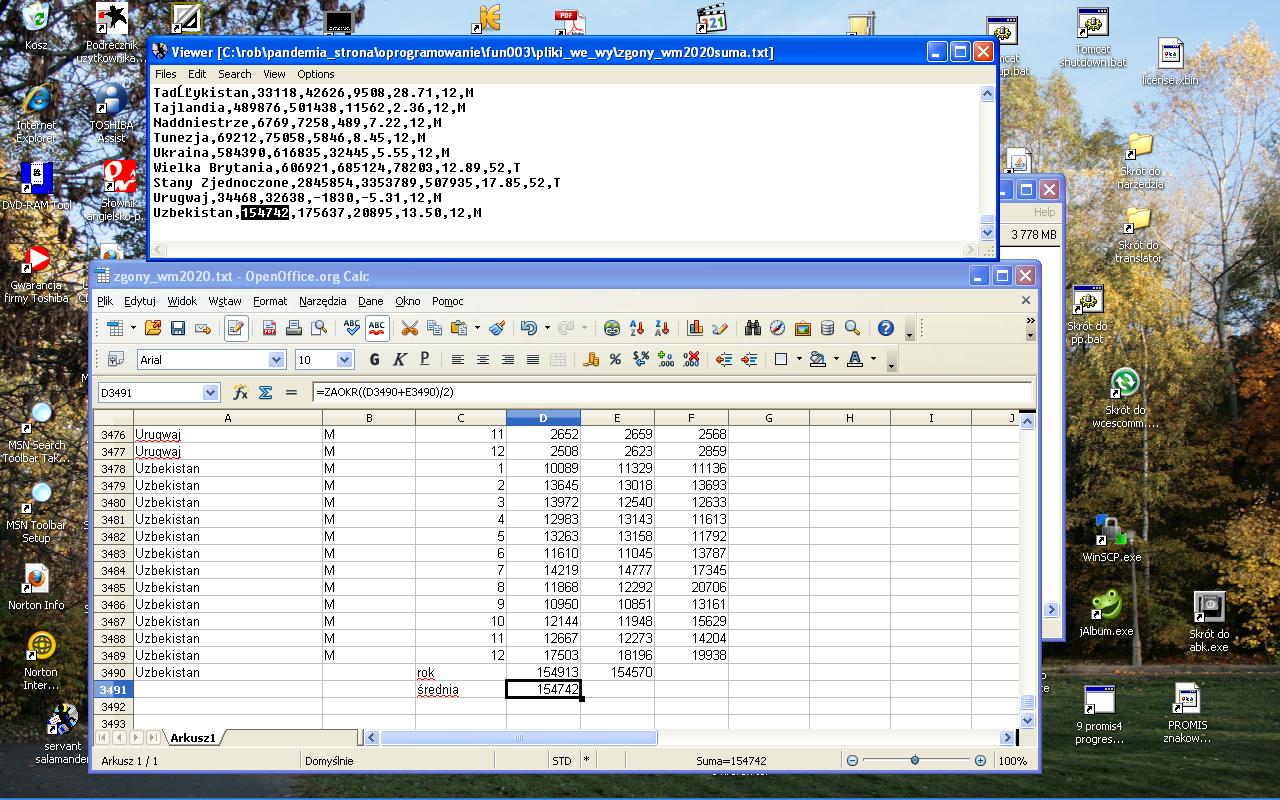 Kosz
Podręcznik
użytkownika...
Tomcat
shutdown.bat
license.xbin
Internet
Explorer
TOSHIBA
Assist
DVD-RAM Tool
Słownik
angielsko-p...
Gwarancja
firmy Toshiba
MSN Search
Toolbar Tak...
MSN Toolbar
Setup
Norton Info
Norton
Inter...
servant
salamander
Viewer [C:\rob\pandemia_strona\oprogramowanie\fun003\pliki_we_wy\zgony_wm2020suma.txt]
Files Edit Search View Options
TadĹĽykistan,33118,42626,9508,28.71,12,M
Tajlandia,489876,501438,11562,2.36,12,M
Naddniestrze,6769,7258,489,7.22,12,M
Tunezja,69212,75058,5846,8.45,12,M
Ukraina,584390,616835,32445,5.55,12,M
Wielka Brytania,606921,685124,78203,12.89,52,T
Stany Zjednoczone,2845854,3353789,507935,17.85,52,T
Urugwaj,34468,32638,-1830,-5.31,12,M
Uzbekistan,154742,175637,20895,13.50,12,M
Help
3 778 MB
zgony_wm2020.txt - OpenOffice.org Calc
Plik Edytuj Widok Wstaw Format Narzędzia Dane Okno Pomoc
Arial 10 G K P
D3491 =ZAOKR((D3490+E3490)/2)
A B C D E F G H I J
3476 Urugwaj M 11 2652 2659 2568
3477 Urugwaj M 12 2508 2623 2859
3478 Uzbekistan M 1 10089 11329 11136
3479 Uzbekistan M 2 13645 13018 13693
3480 Uzbekistan M 3 13972 12540 12633
3481 Uzbekistan M 4 12983 13143 11613
3482 Uzbekistan M 5 13263 13158 11792
3483 Uzbekistan M 6 11610 11045 13787
3484 Uzbekistan M 7 14219 14777 17345
3485 Uzbekistan M 8 11868 12292 20706
3486 Uzbekistan M 9 10950 10851 13161
3487 Uzbekistan M 10 12144 11948 15629
3488 Uzbekistan M 11 12667 12273 14204
3489 Uzbekistan M 12 17503 18196 19938
3490 Uzbekistan rok 154913 154570
3491 średnia 154742
3492
3493
Arkusz1
Arkusz 1 / 1 Domyślnie STD * Suma=154742 100%
Skrót do
narzedzia
Skrót do
translator
Skrót do
pp.bat
Skrót do
wcescomm....
WinSCP.exe
jAlbum.exe
Skrót do
abk.exe
9 promis4
progres...
PROMIS
znakow...